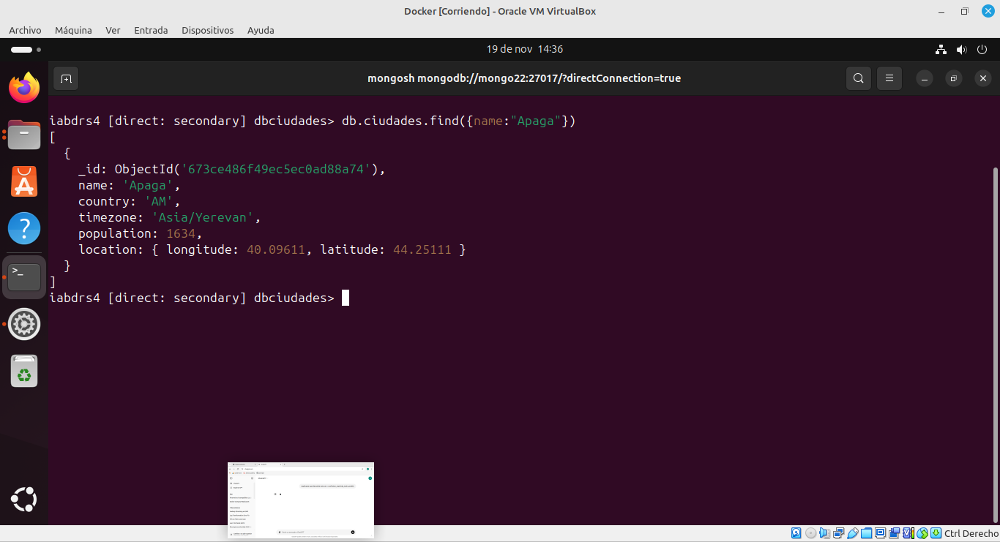 Docker [Corriendo] - Oracle VM VirtualBox
Archivo Máquina Ver Entrada Dispositivos Ayuda
19 de nov 14:36
mongosh mongodb://mongo22:27017/?directConnection=true
iabdrs4 [direct: secondary] dbciudades> db.ciudades.find({name:"Apaga"})
[
{
_id: ObjectId('673ce486f49ec5ec0ad88a74'),
name: 'Apaga',
country: 'AM',
timezone: 'Asia/Yerevan',
population: 1634,
location: { longitude: 40.09611, latitude: 44.25111 }
}
]
iabdrs4 [direct: secondary] dbciudades>
Ctrl Derecho